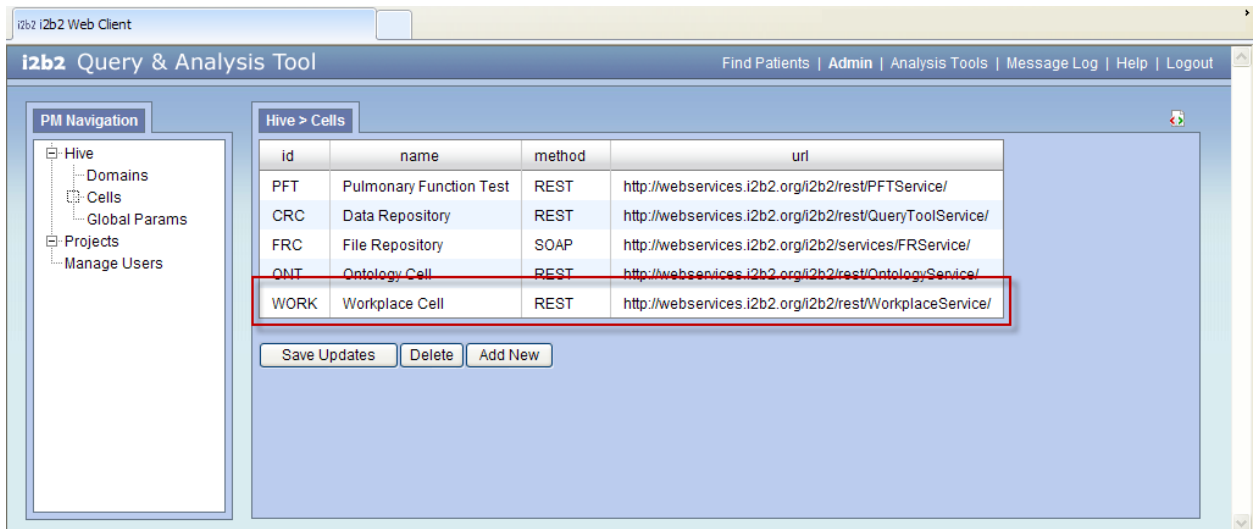 i2b2 i2b2 Web Client
i2b2 Query & Analysis Tool
Find Patients | Admin | Analysis Tools | Message Log | Help | Logout
PM Navigation
Hive
Domains
Cells
Global Params
Projects
Manage Users
Hive > Cells
id name method url
PFT Pulmonary Function Test REST http://webservices.i2b2.org/i2b2/rest/PFTService/
CRC Data Repository REST http://webservices.i2b2.org/i2b2/rest/QueryToolService/
FRC File Repository SOAP http://webservices.i2b2.org/i2b2/services/FRService/
ONT Ontology Cell REST http://webservices.i2b2.org/i2b2/rest/OntologyService/
WORK Workplace Cell REST http://webservices.i2b2.org/i2b2/rest/WorkplaceService/
Save Updates Delete Add New